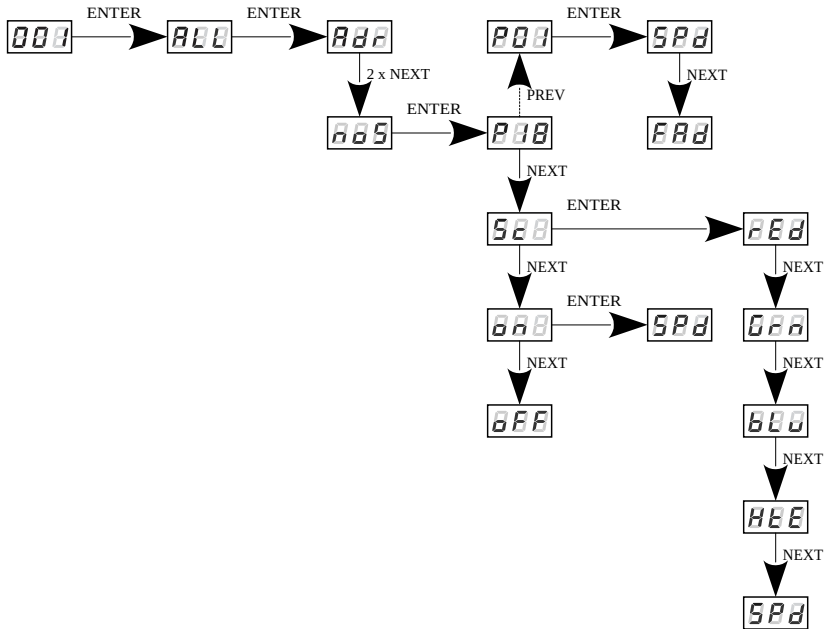 ENTER ENTER ENTER
001 ALL Adr P01 SPd
2 x NEXT NEXT
PREV
ENTER
noS P18 FAd
NEXT
ENTER
Sc rEd
NEXT NEXT
ENTER
on SPd Grn
NEXT NEXT
oFF bLu
NEXT
HtE
NEXT
SPd